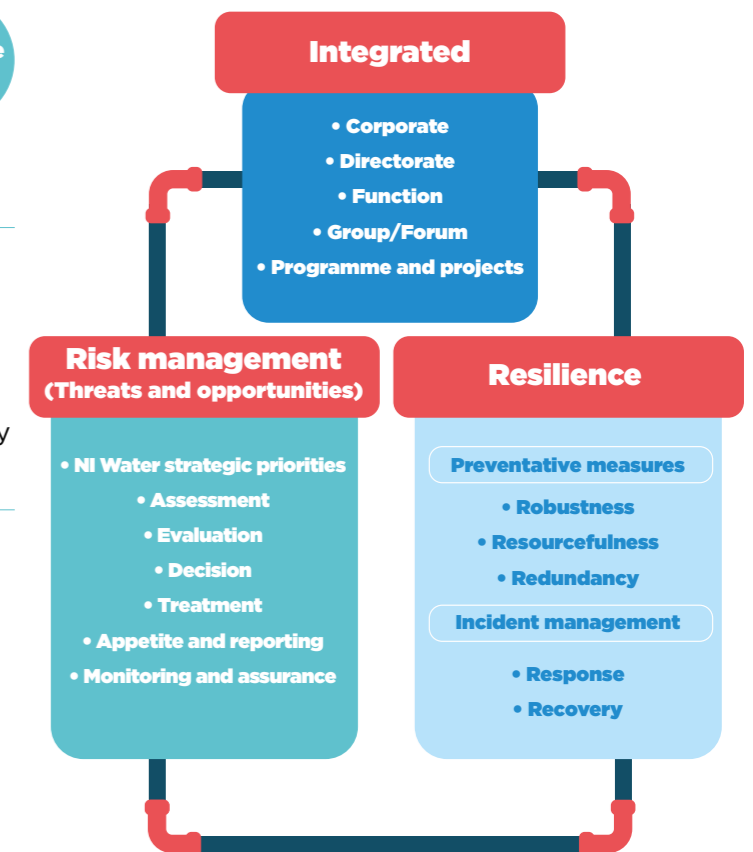 e
Integrated
• Corporate
• Directorate
• Function
• Group/Forum
• Programme and projects
Risk management
(Threats and opportunities)
• NI Water strategic priorities
• Assessment
• Evaluation
• Decision
• Treatment
• Appetite and reporting
• Monitoring and assurance
y
Resilience
Preventative measures
• Robustness
• Resourcefulness
• Redundancy
Incident management
• Response
• Recovery